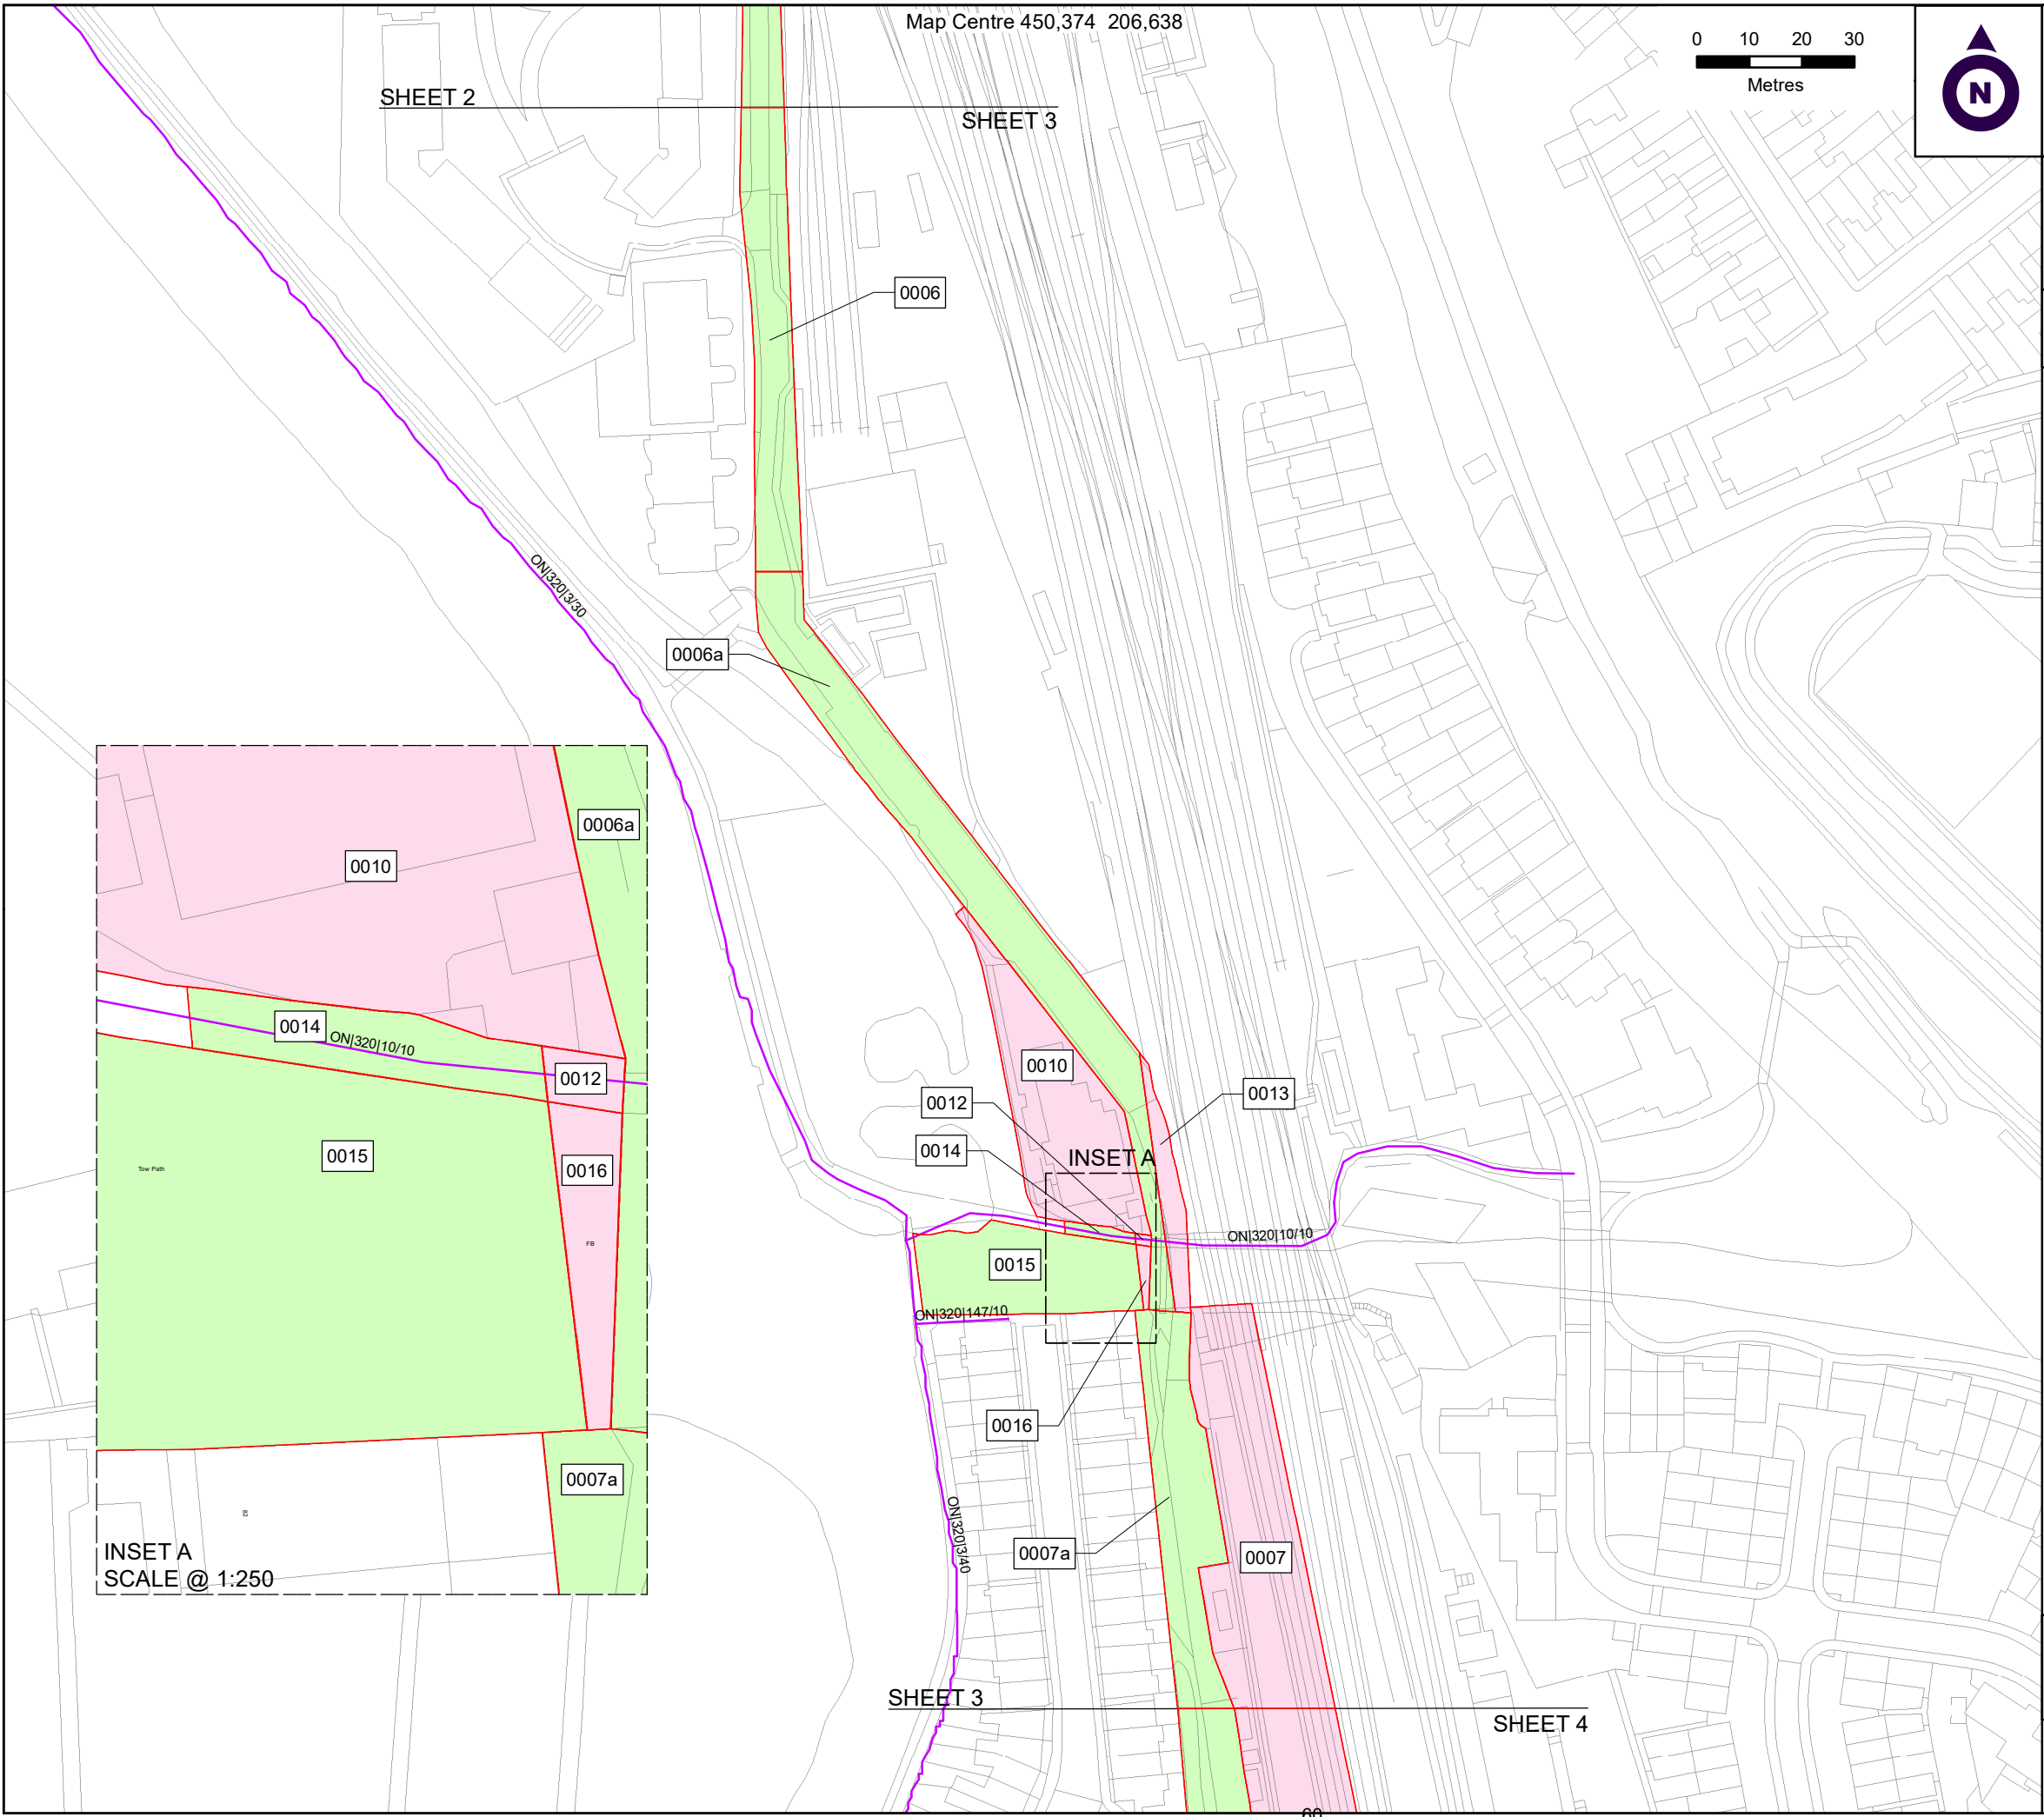 Map Centre 450,374 206,638
0 10 20 30
Metres
N
SHEET 2
SHEET 3
0006
ON|320|3/30
0006a
0006a
0010
0014
ON|320|10/10
0012
0015
Tow Path
0016
FB
0007a
INSET A
SCALE @ 1:250
0010
0012
0013
0014
INSET A
ON|320|10/10
0015
ON|320|147/10
0016
ON|320|3/40
0007a
0007
SHEET 3
SHEET 4
60